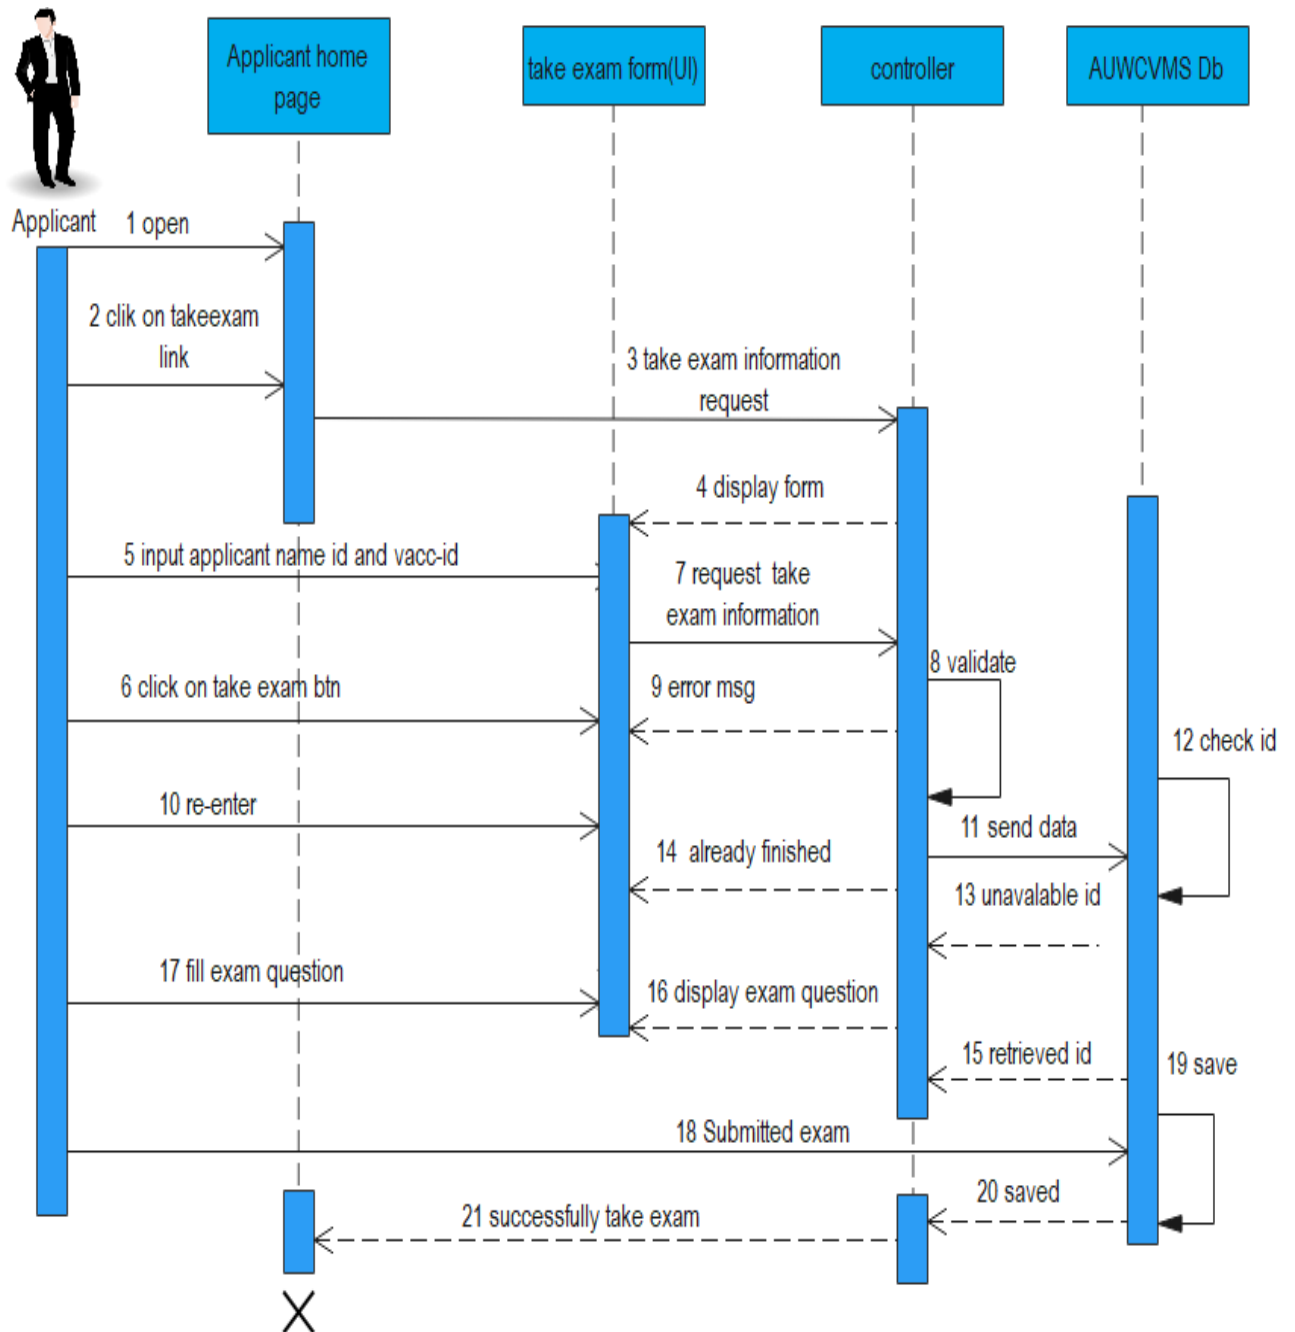 Applicant home
page
take exam form(UI)
controller
AUWCVMS Db
Applicant
1 open
2 clik on takeexam
link
3 take exam information
request
4 display form
5 input applicant name id and vacc-id
7 request take
exam information
8 validate
6 click on take exam btn
9 error msg
12 check id
10 re-enter
11 send data
14 already finished
13 unavalable id
17 fill exam question
16 display exam question
15 retrieved id
19 save
18 Submitted exam
20 saved
21 successfully take exam